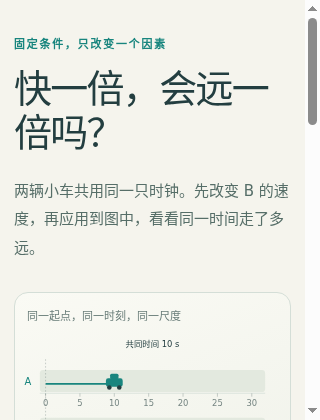 固定条件，只改变一个因素
快一倍，会远一
倍吗？
两辆小车共用同一只时钟。先改变 B 的速
度，再应用到图中，看看同一时间走了多
远。
同一起点，同一时刻，同一尺度
共同时间 10 s
A
0 5 10 15 20 25 30